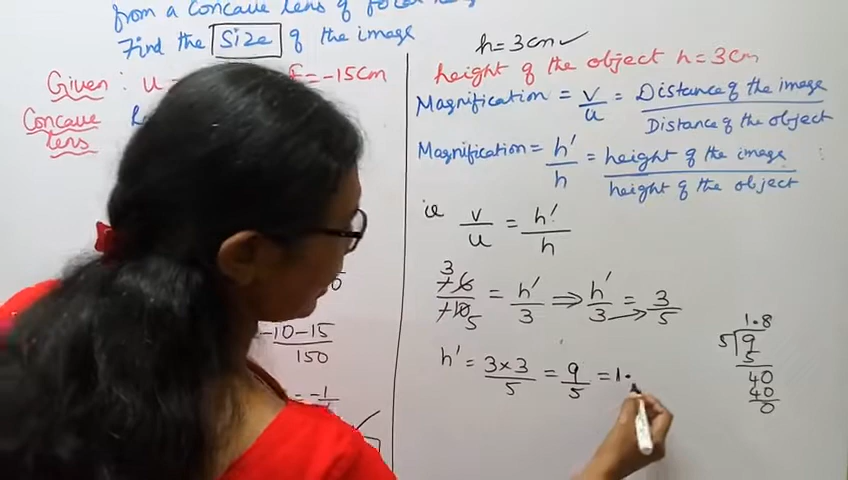 from a Concave lens of focal
Find the Size of the image
Given : u = F = -15cm
Concave
lens
-10-15
150
h = 3cm ✓
height of the object h = 3cm
Magnification = v/u = Distance of the image / Distance of the object
Magnification = h'/h = height of the image / height of the object
ie v/u = h'/h
3
-6/-10 5 = h'/3 ⇒ h'/3 = 3/5
h' = 3×3/5 = 9/5 = 1.
1.8
5 9
5
40
40
0